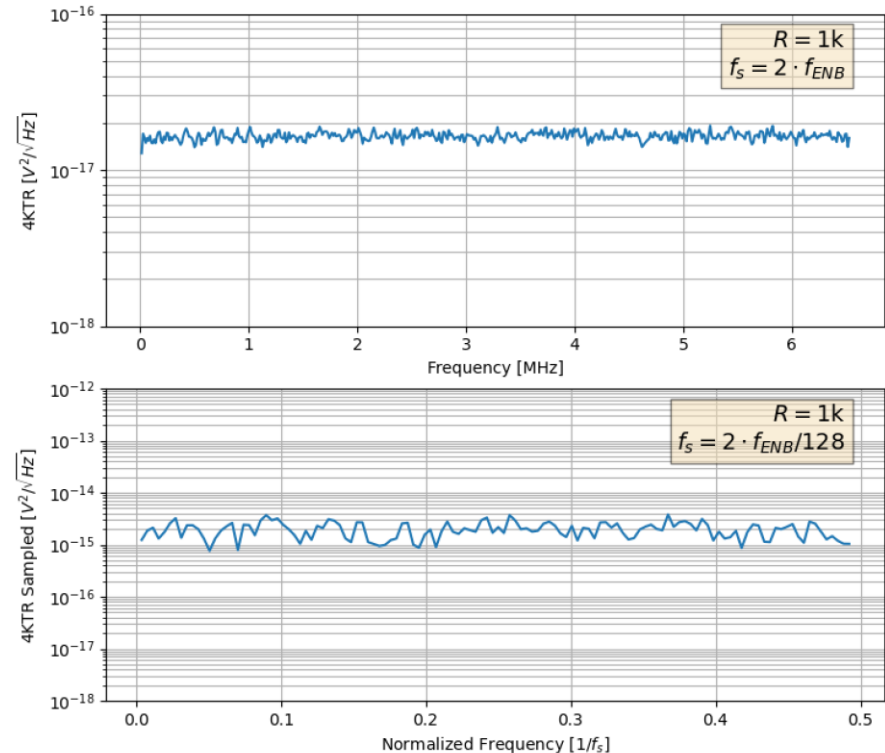 10⁻¹⁶
R = 1k
f_s = 2 · f_ENB
4KTR [V²/√Hz]
10⁻¹⁷
10⁻¹⁸
0 1 2 3 4 5 6
Frequency [MHz]
10⁻¹²
R = 1k
f_s = 2 · f_ENB/128
10⁻¹³
4KTR Sampled [V²/√Hz]
10⁻¹⁴
10⁻¹⁵
10⁻¹⁶
10⁻¹⁷
10⁻¹⁸
0.0 0.1 0.2 0.3 0.4 0.5
Normalized Frequency [1/f_s]